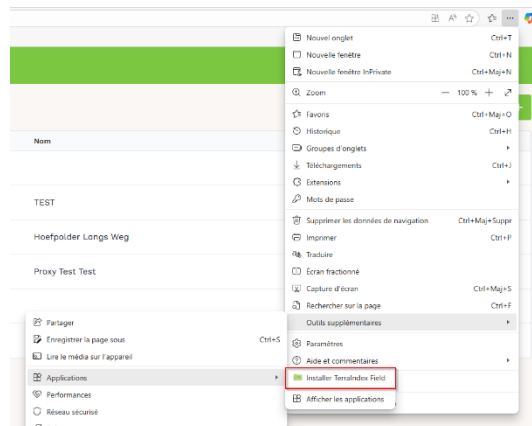 Nouvel onglet Ctrl+T
Nouvelle fenêtre Ctrl+N
Nouvelle fenêtre InPrivate Ctrl+Maj+N
Zoom — 100 % +
Favoris Ctrl+Maj+O
Historique Ctrl+H
Groupes d'onglets
Téléchargements Ctrl+J
Extensions
Mots de passe
Supprimer les données de navigation Ctrl+Maj+Suppr
Imprimer Ctrl+P
Traduire
Écran fractionné
Capture d'écran Ctrl+Maj+S
Rechercher sur la page Ctrl+F
Outils supplémentaires
Paramètres
Aide et commentaires
Installer TerraIndex Field
Afficher les applications
Nom
TEST
Hoefpolder Langs Weg
Proxy Test Test
Partager
Enregistrer la page sous Ctrl+S
Lire le média sur l'appareil
Applications
Performances
Réseau sécurisé